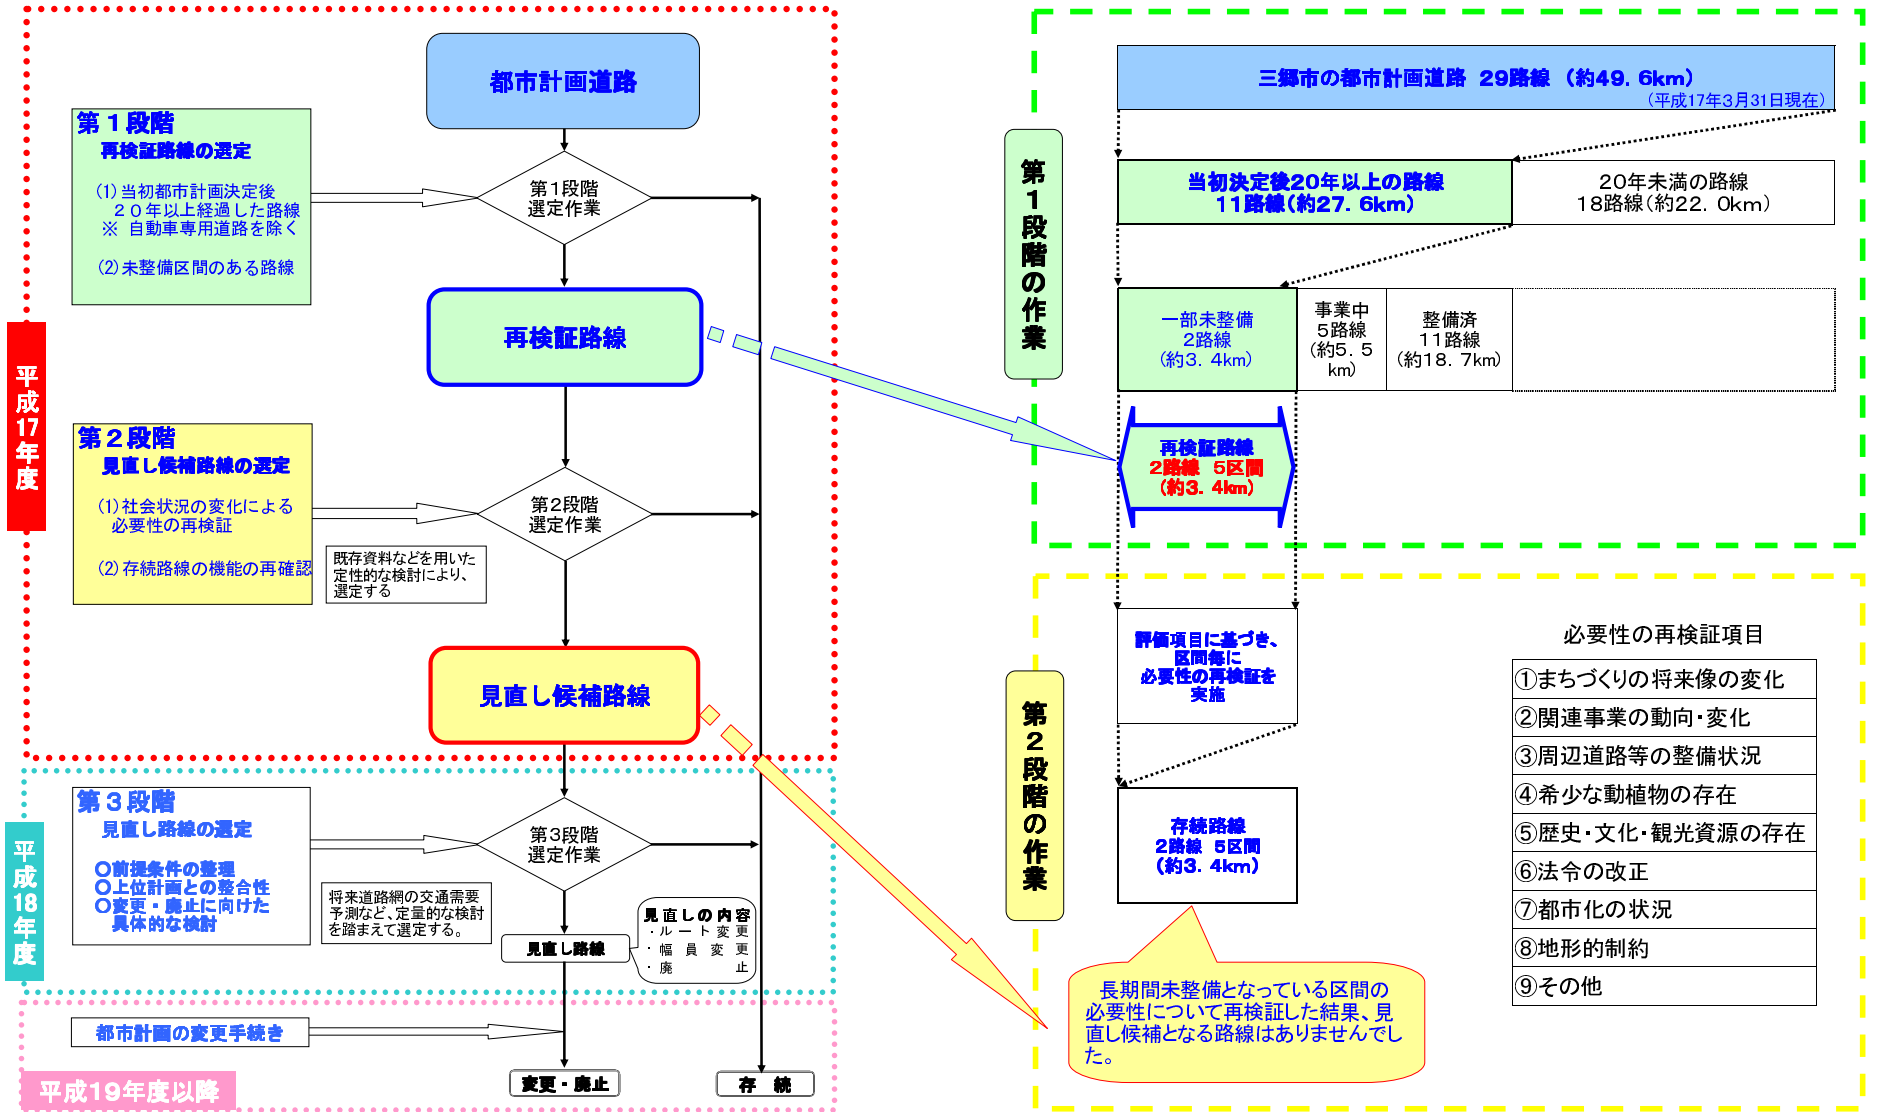 都市計画道路
第１段階
再検証路線の選定
(1)当初都市計画決定後
２０年以上経過した路線
※ 自動車専用道路を除く
(2)未整備区間のある路線
第1段階
選定作業
再検証路線
平成17年度
第２段階
見直し候補路線の選定
(1)社会状況の変化による
必要性の再検証
(2)存続路線の機能の再確認
第2段階
選定作業
既存資料などを用いた
定性的な検討により、
選定する
見直し候補路線
平成18年度
第３段階
見直し路線の選定
○前提条件の整理
○上位計画との整合性
○変更・廃止に向けた
具体的な検討
第3段階
選定作業
将来道路網の交通需要
予測など、定量的な検討
を踏まえて選定する。
見直し路線
見直しの内容
・ルート変更
・幅員変更
・廃止
都市計画の変更手続き
平成19年度以降
変更・廃止
存 続
三郷市の都市計画道路 29路線 （約49．6km）
（平成17年3月31日現在）
第1段階の作業
当初決定後20年以上の路線
11路線（約27．6km）
20年未満の路線
18路線（約22．0km）
一部未整備
2路線
（約3．4km）
事業中
5路線
（約5．5
km）
整備済
11路線
（約18．7km）
再検証路線
2路線 5区間
（約3．4km）
第2段階の作業
評価項目に基づき、
区間毎に
必要性の再検証を
実施
存続路線
2路線 5区間
（約3．4km）
長期間未整備となっている区間の
必要性について再検証した結果、見
直し候補となる路線はありませんでし
た。
必要性の再検証項目
①まちづくりの将来像の変化
②関連事業の動向・変化
③周辺道路等の整備状況
④希少な動植物の存在
⑤歴史・文化・観光資源の存在
⑥法令の改正
⑦都市化の状況
⑧地形的制約
⑨その他